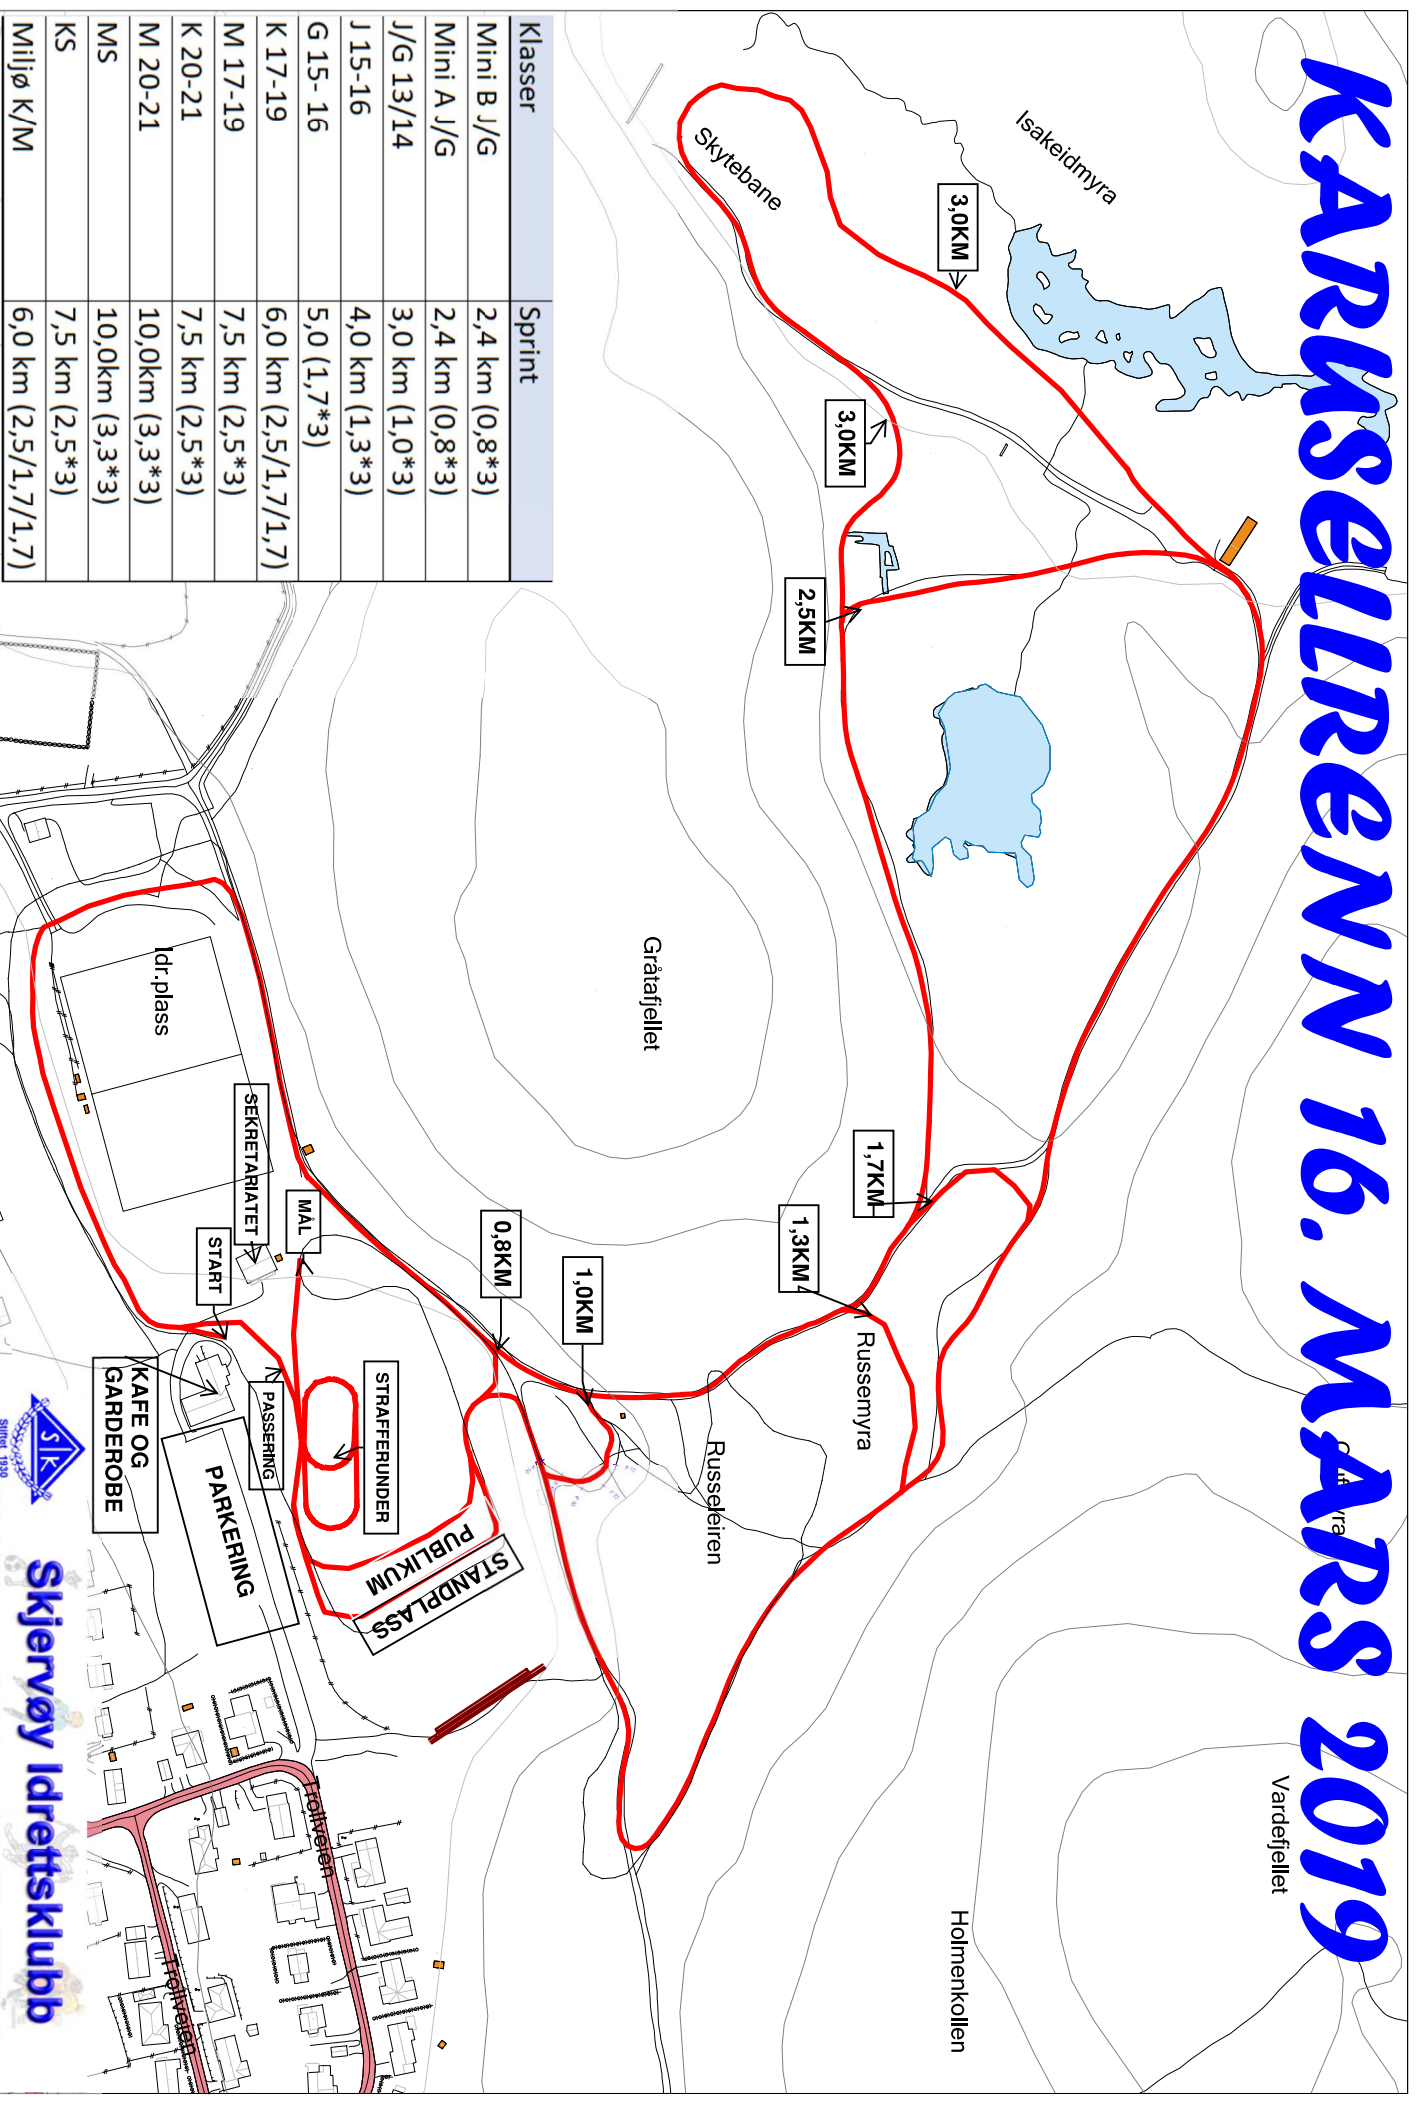 KARUSELLRENN 16. MARS 2019
Isakeidmyra
Vardefjellet
Holmenkollen
3,0KM
Skytebane
3,0KM
2,5KM
1,7KM
1,3KM
Russemyra
Russeleiren
Gråtafjellet
1,0KM
0,8KM
Klasser Sprint
Mini B J/G 2,4 km (0,8*3)
Mini A J/G 2,4 km (0,8*3)
J/G 13/14 3,0 km (1,0*3)
J 15-16 4,0 km (1,3*3)
G 15- 16 5,0 (1,7*3)
K 17-19 6,0 km (2,5/1,7/1,7)
M 17-19 7,5 km (2,5*3)
K 20-21 7,5 km (2,5*3)
M 20-21 10,0km (3,3*3)
MS 10,0km (3,3*3)
KS 7,5 km (2,5*3)
Miljø K/M 6,0 km (2,5/1,7/1,7)
Idr.plass
SEKRETARIATET
MÅL
START
STRAFFERUNDER
PASSERING
PUBLIKUM
STANDPLASS
PARKERING
KAFE OG
GARDEROBE
Trollveien
Trollveien
SIK
Stiftet 1930
Skjervøy Idrettsklubb